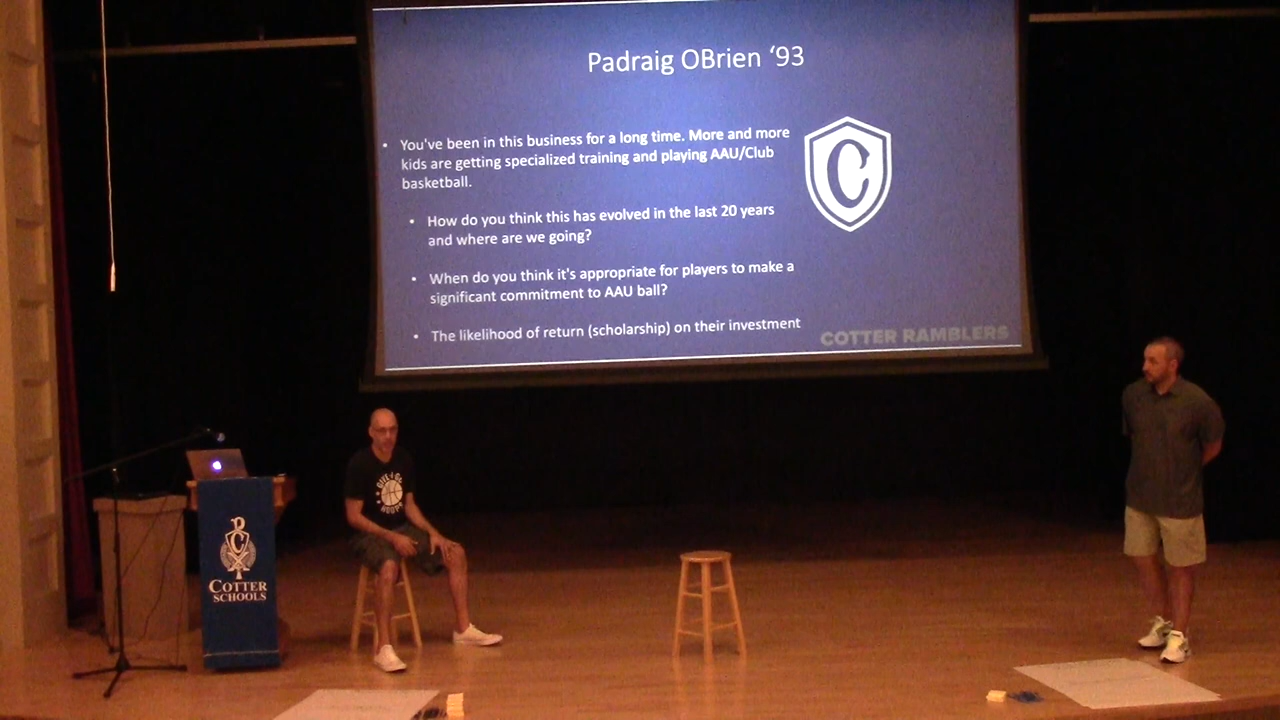 Padraig OBrien ‘93
• You've been in this business for a long time. More and more
kids are getting specialized training and playing AAU/Club
basketball.
• How do you think this has evolved in the last 20 years
and where are we going?
• When do you think it's appropriate for players to make a
significant commitment to AAU ball?
• The likelihood of return (scholarship) on their investment
C
COTTER RAMBLERS
COTTER
SCHOOLS